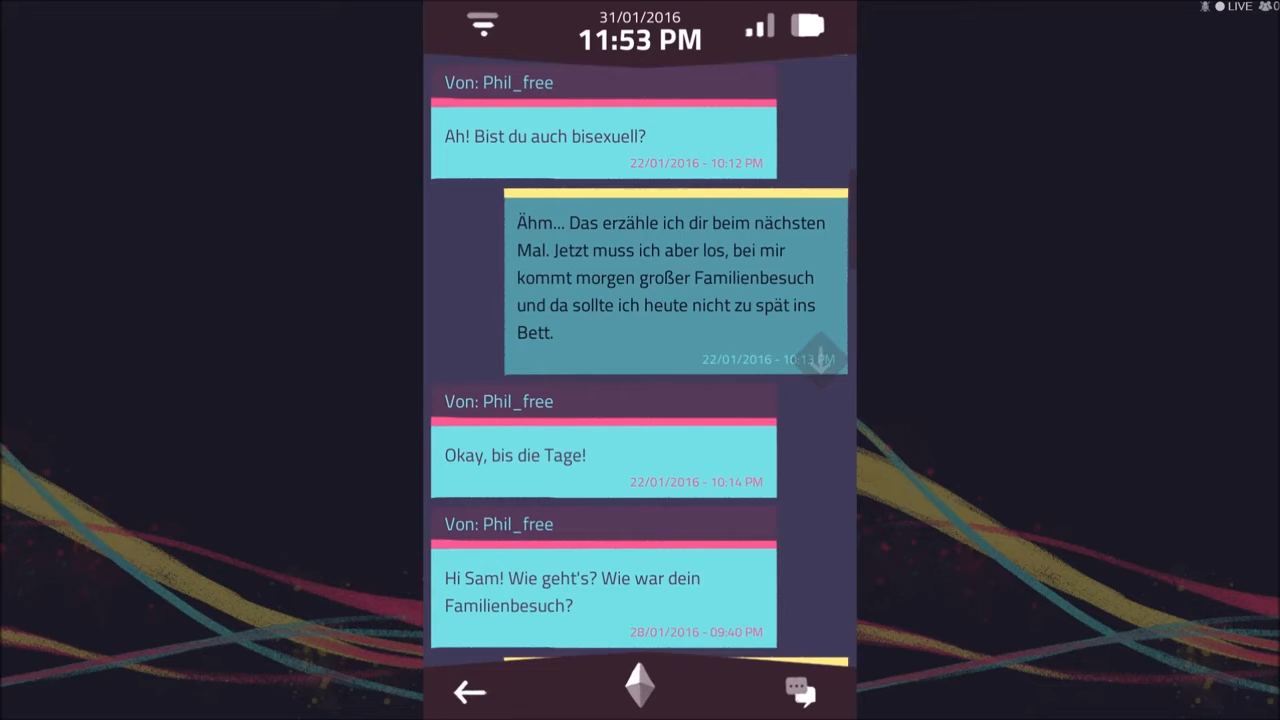 LIVE
0
31/01/2016
11:53 PM
Von: Phil_free
Ah! Bist du auch bisexuell?
22/01/2016 - 10:12 PM
Ähm... Das erzähle ich dir beim nächsten
Mal. Jetzt muss ich aber los, bei mir
kommt morgen großer Familienbesuch
und da sollte ich heute nicht zu spät ins
Bett.
22/01/2016 - 10:13 PM
Von: Phil_free
Okay, bis die Tage!
22/01/2016 - 10:14 PM
Von: Phil_free
Hi Sam! Wie geht's? Wie war dein
Familienbesuch?
28/01/2016 - 09:40 PM